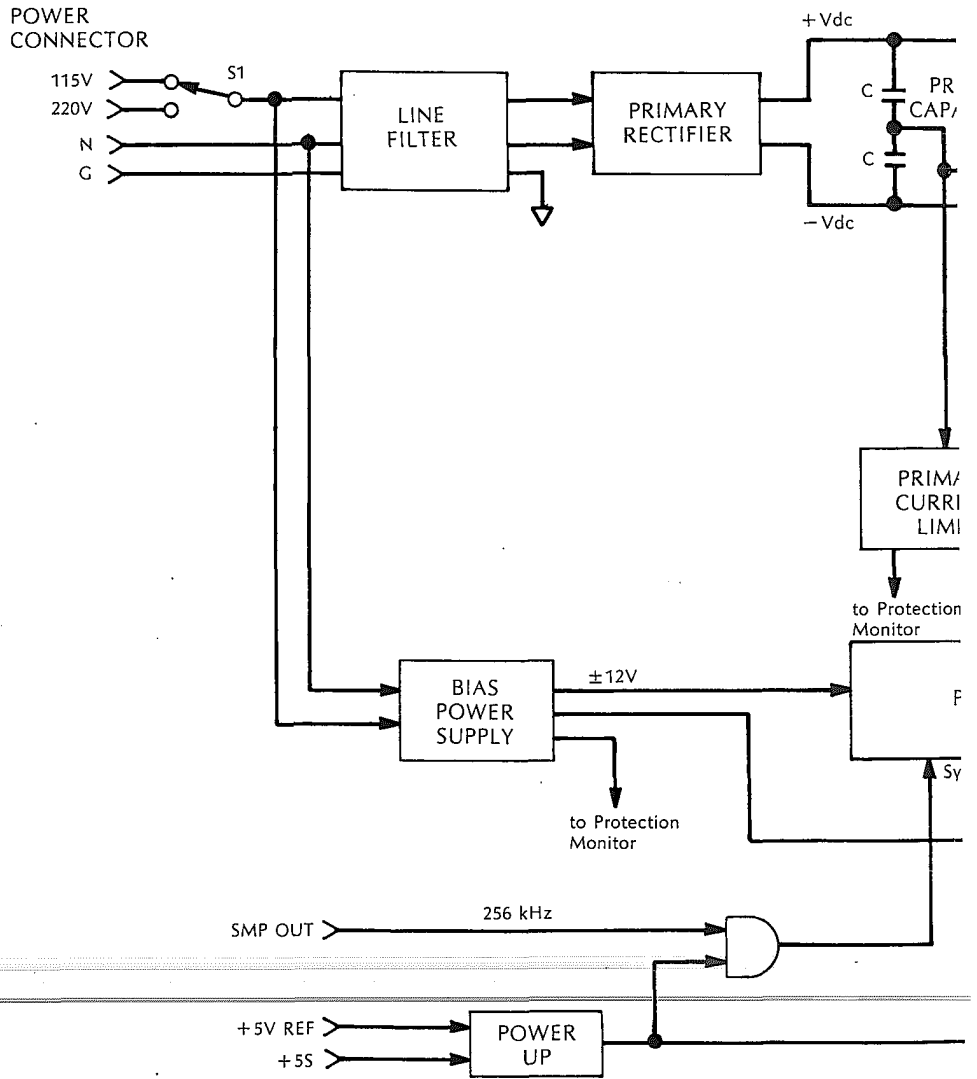 POWER
CONNECTOR
115V
220V
N
G
S1
LINE
FILTER
PRIMARY
RECTIFIER
+Vdc
C
C
−Vdc
to Protection
Monitor
BIAS
POWER
SUPPLY
±12V
to Protection
Monitor
SMP OUT
256 kHz
+5V REF
+5S
POWER
UP